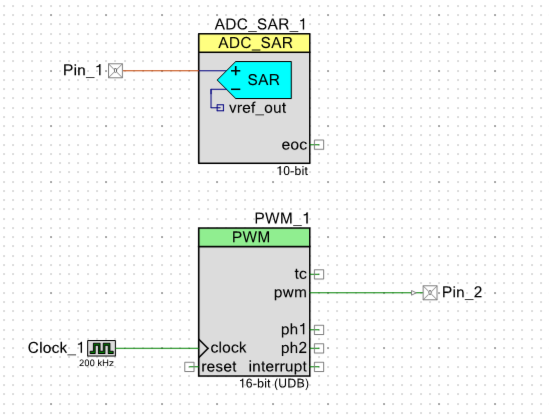 ADC_SAR_1
ADC_SAR
Pin_1
+
SAR
−
vref_out
eoc
10-bit
PWM_1
PWM
tc
pwm
Pin_2
ph1
Clock_1
clock
ph2
200 kHz
reset interrupt
16-bit (UDB)